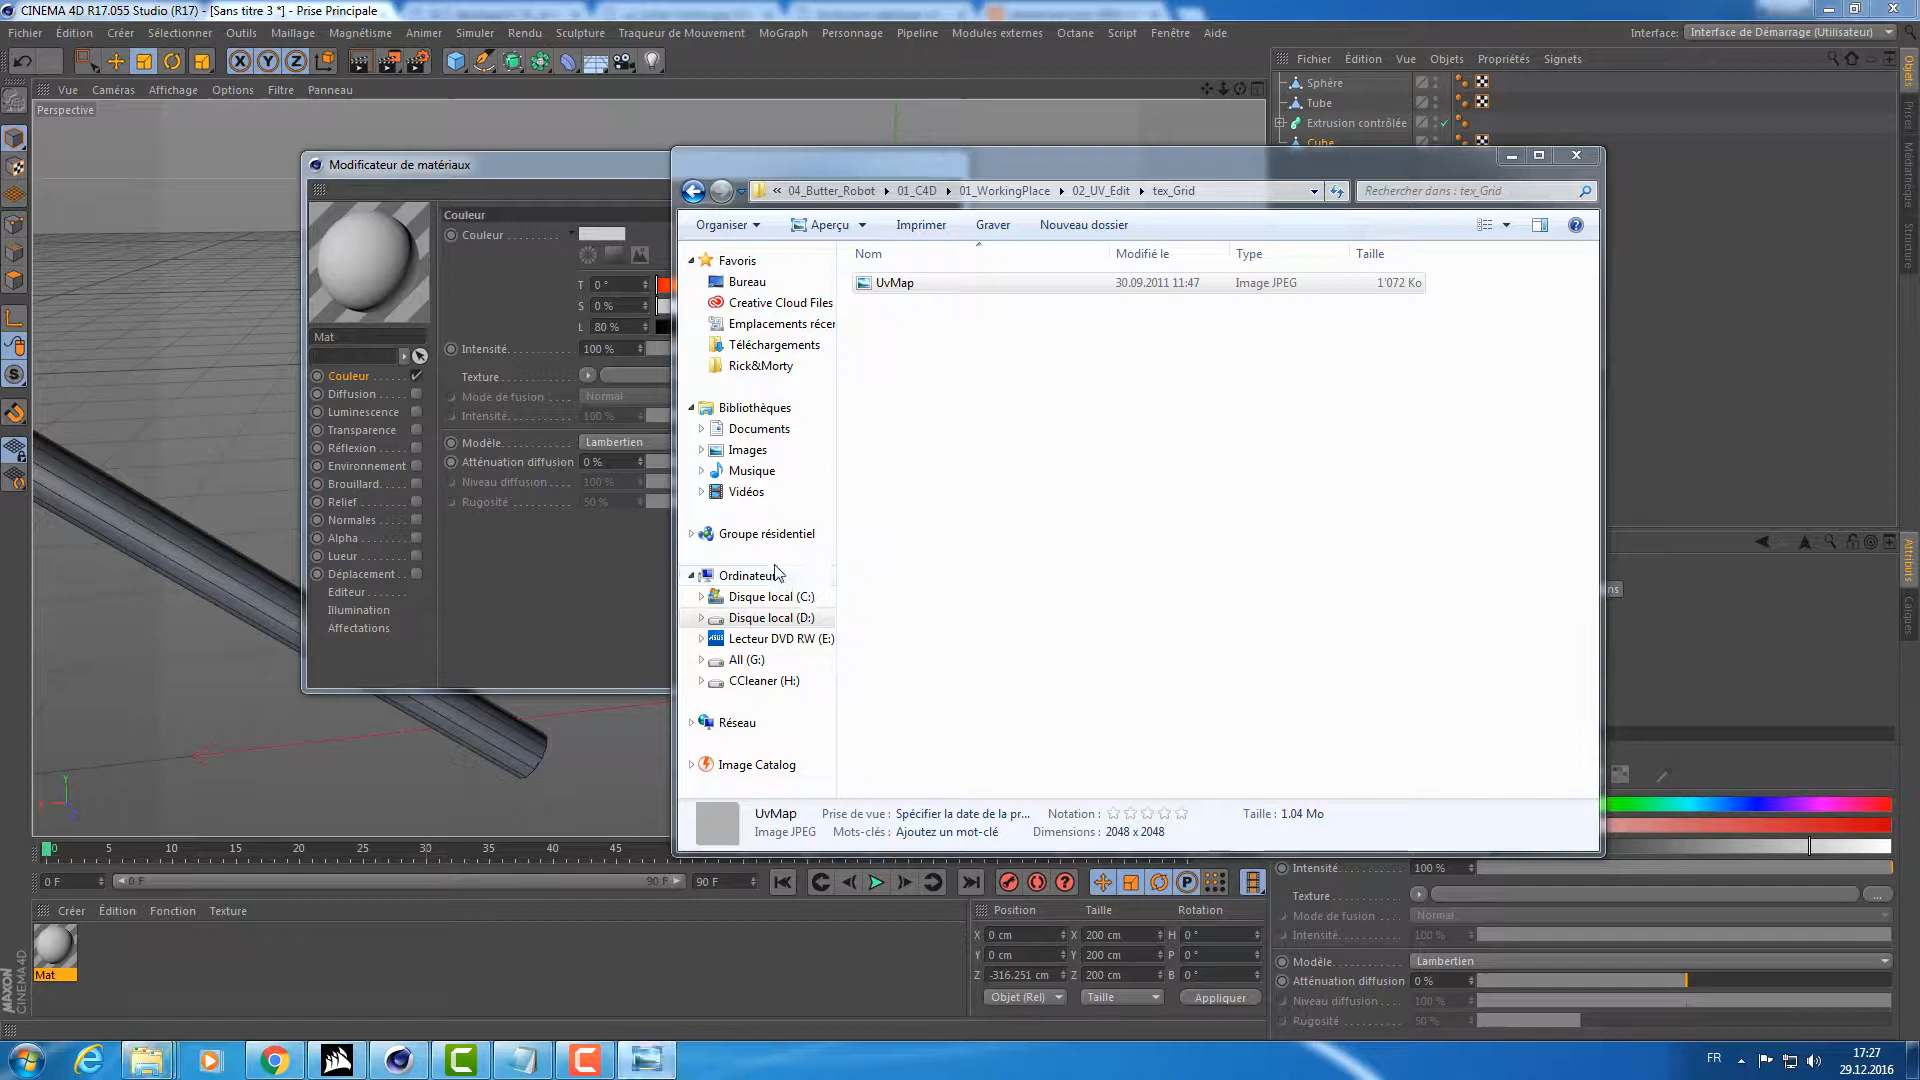 CINEMA 4D R17.055 Studio (R17) - [Sans titre 3 *] - Prise Principale
Fichier Édition Créer Sélectionner Outils Maillage Magnétisme Animer Simuler Rendu Sculpture Traqueur de Mouvement MoGraph Personnage Pipeline Modules externes Octane Script Fenêtre Aide
Interface: Interface de Démarrage (Utilisateur)
X Y Z
Fichier Édition Vue Objets Propriétés Signets
Vue Caméras Affichage Options Filtre Panneau
Perspective
Sphère
Tube
Extrusion contrôlée
Cube
Objets
Prises
Médiathèque
Structure
Modificateur de matériaux
Mat
Couleur
Diffusion
Luminescence
Transparence
Réflexion
Environnement
Brouillard
Relief
Normales
Alpha
Lueur
Déplacement
Editeur
Illumination
Affectations
Couleur
Couleur
T 0 °
S 0 %
L 80 %
Intensité 100 %
Texture
Mode de fusion Normal
Intensité 100 %
Modèle Lambertien
Atténuation diffusion 0 %
Niveau diffusion 100 %
Rugosité 50 %
« 04_Butter_Robot 01_C4D 01_WorkingPlace 02_UV_Edit tex_Grid
Rechercher dans : tex_Grid
Organiser Aperçu Imprimer Graver Nouveau dossier
Nom Modifié le Type Taille
UvMap 30.09.2011 11:47 Image JPEG 1'072 Ko
Favoris
Bureau
Creative Cloud Files
Emplacements récer
Téléchargements
Rick&Morty
Bibliothèques
Documents
Images
Musique
Vidéos
Groupe résidentiel
Ordinateur
Disque local (C:)
Disque local (D:)
Lecteur DVD RW (E:)
All (G:)
CCleaner (H:)
Réseau
Image Catalog
UvMap Prise de vue : Spécifier la date de la pr... Notation : Taille : 1.04 Mo
Image JPEG Mots-clés : Ajoutez un mot-clé Dimensions : 2048 x 2048
Attributs
Calques
ns
Y
X
Z
0 5 10 15 20 25 30 35 40 45
0 F 0 F 90 F 90 F
Créer Édition Fonction Texture
Mat
MAXON
CINEMA 4D
Position Taille Rotation
X 0 cm X 200 cm H 0 °
Y 0 cm Y 200 cm P 0 °
Z -316.251 cm Z 200 cm B 0 °
Objet (Rel) Taille Appliquer
Intensité 100 %
Texture ...
Mode de fusion Normal
Intensité 100 %
Modèle Lambertien
Atténuation diffusion 0 %
Niveau diffusion 100 %
Rugosité 50 %
FR
17:27
29.12.2016